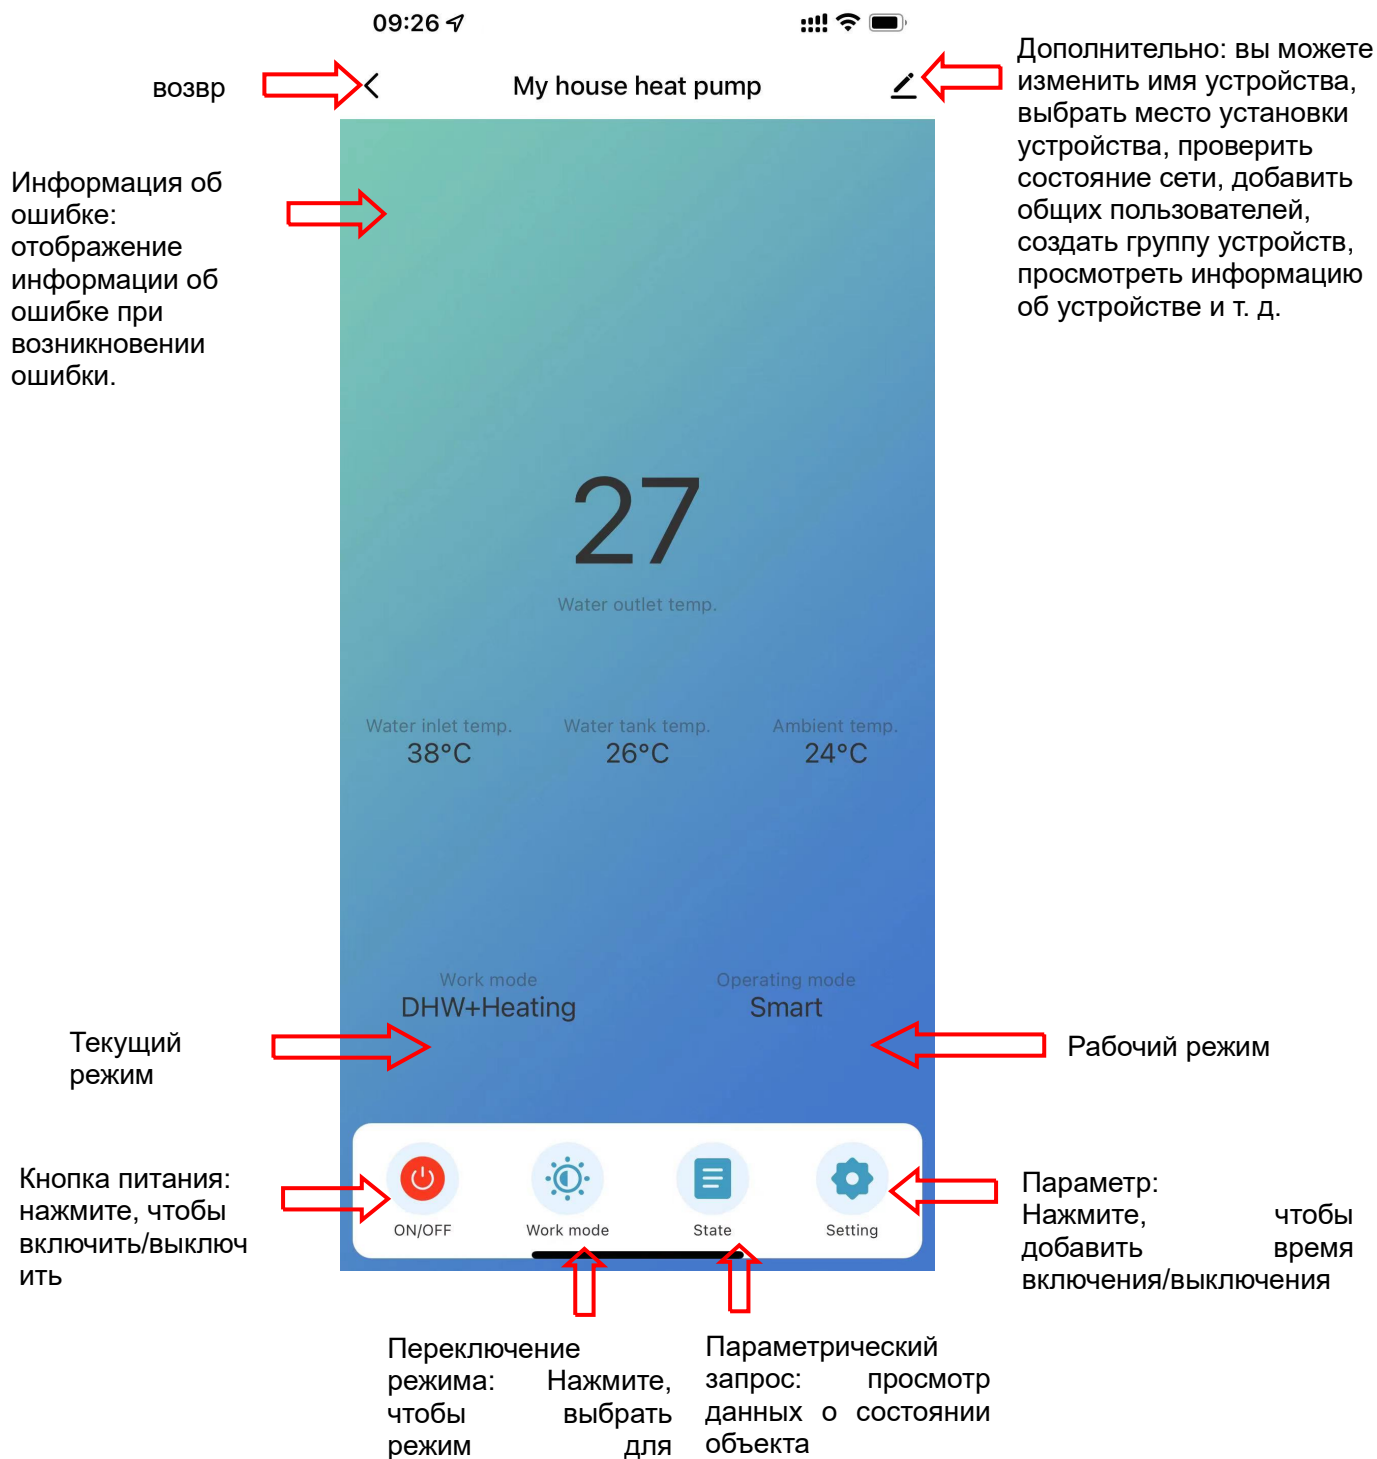 09:26
возвр
My house heat pump
Дополнительно: вы можете
изменить имя устройства,
выбрать место установки
устройства, проверить
состояние сети, добавить
общих пользователей,
создать группу устройств,
просмотреть информацию
об устройстве и т. д.
Информация об
ошибке:
отображение
информации об
ошибке при
возникновении
ошибки.
27
Water outlet temp.
Water inlet temp.
38°C
Water tank temp.
26°C
Ambient temp.
24°C
Work mode
DHW+Heating
Operating mode
Smart
Текущий
режим
Рабочий режим
Кнопка питания:
нажмите, чтобы
включить/выключ
ить
ON/OFF
Work mode
State
Setting
Параметр:
Нажмите, чтобы
добавить время
включения/выключения
Переключение
режима: Нажмите,
чтобы выбрать
режим для
Параметрический
запрос: просмотр
данных о состоянии
объекта